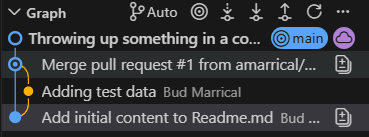 Graph
Auto
Throwing up something in a co...
main
Merge pull request #1 from amarrical/...
Adding test data Bud Marrical
Add initial content to Readme.md Bud ...